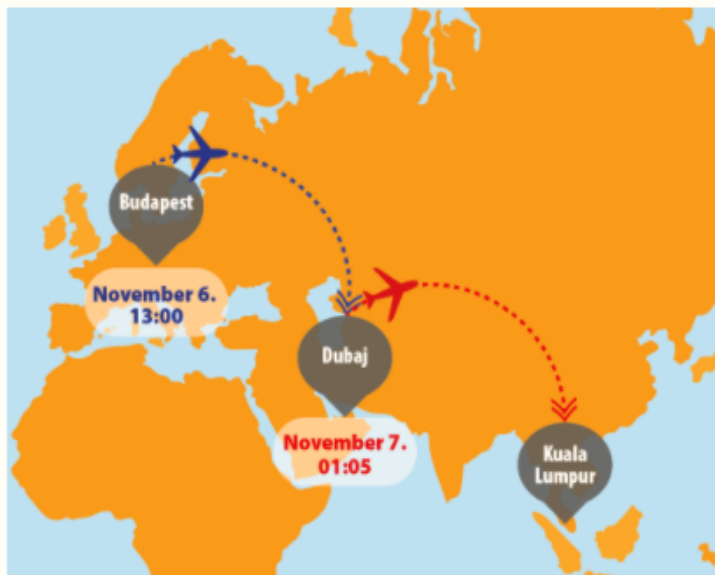 Budapest
November 6.
13:00
Dubaj
November 7.
01:05
Kuala
Lumpur